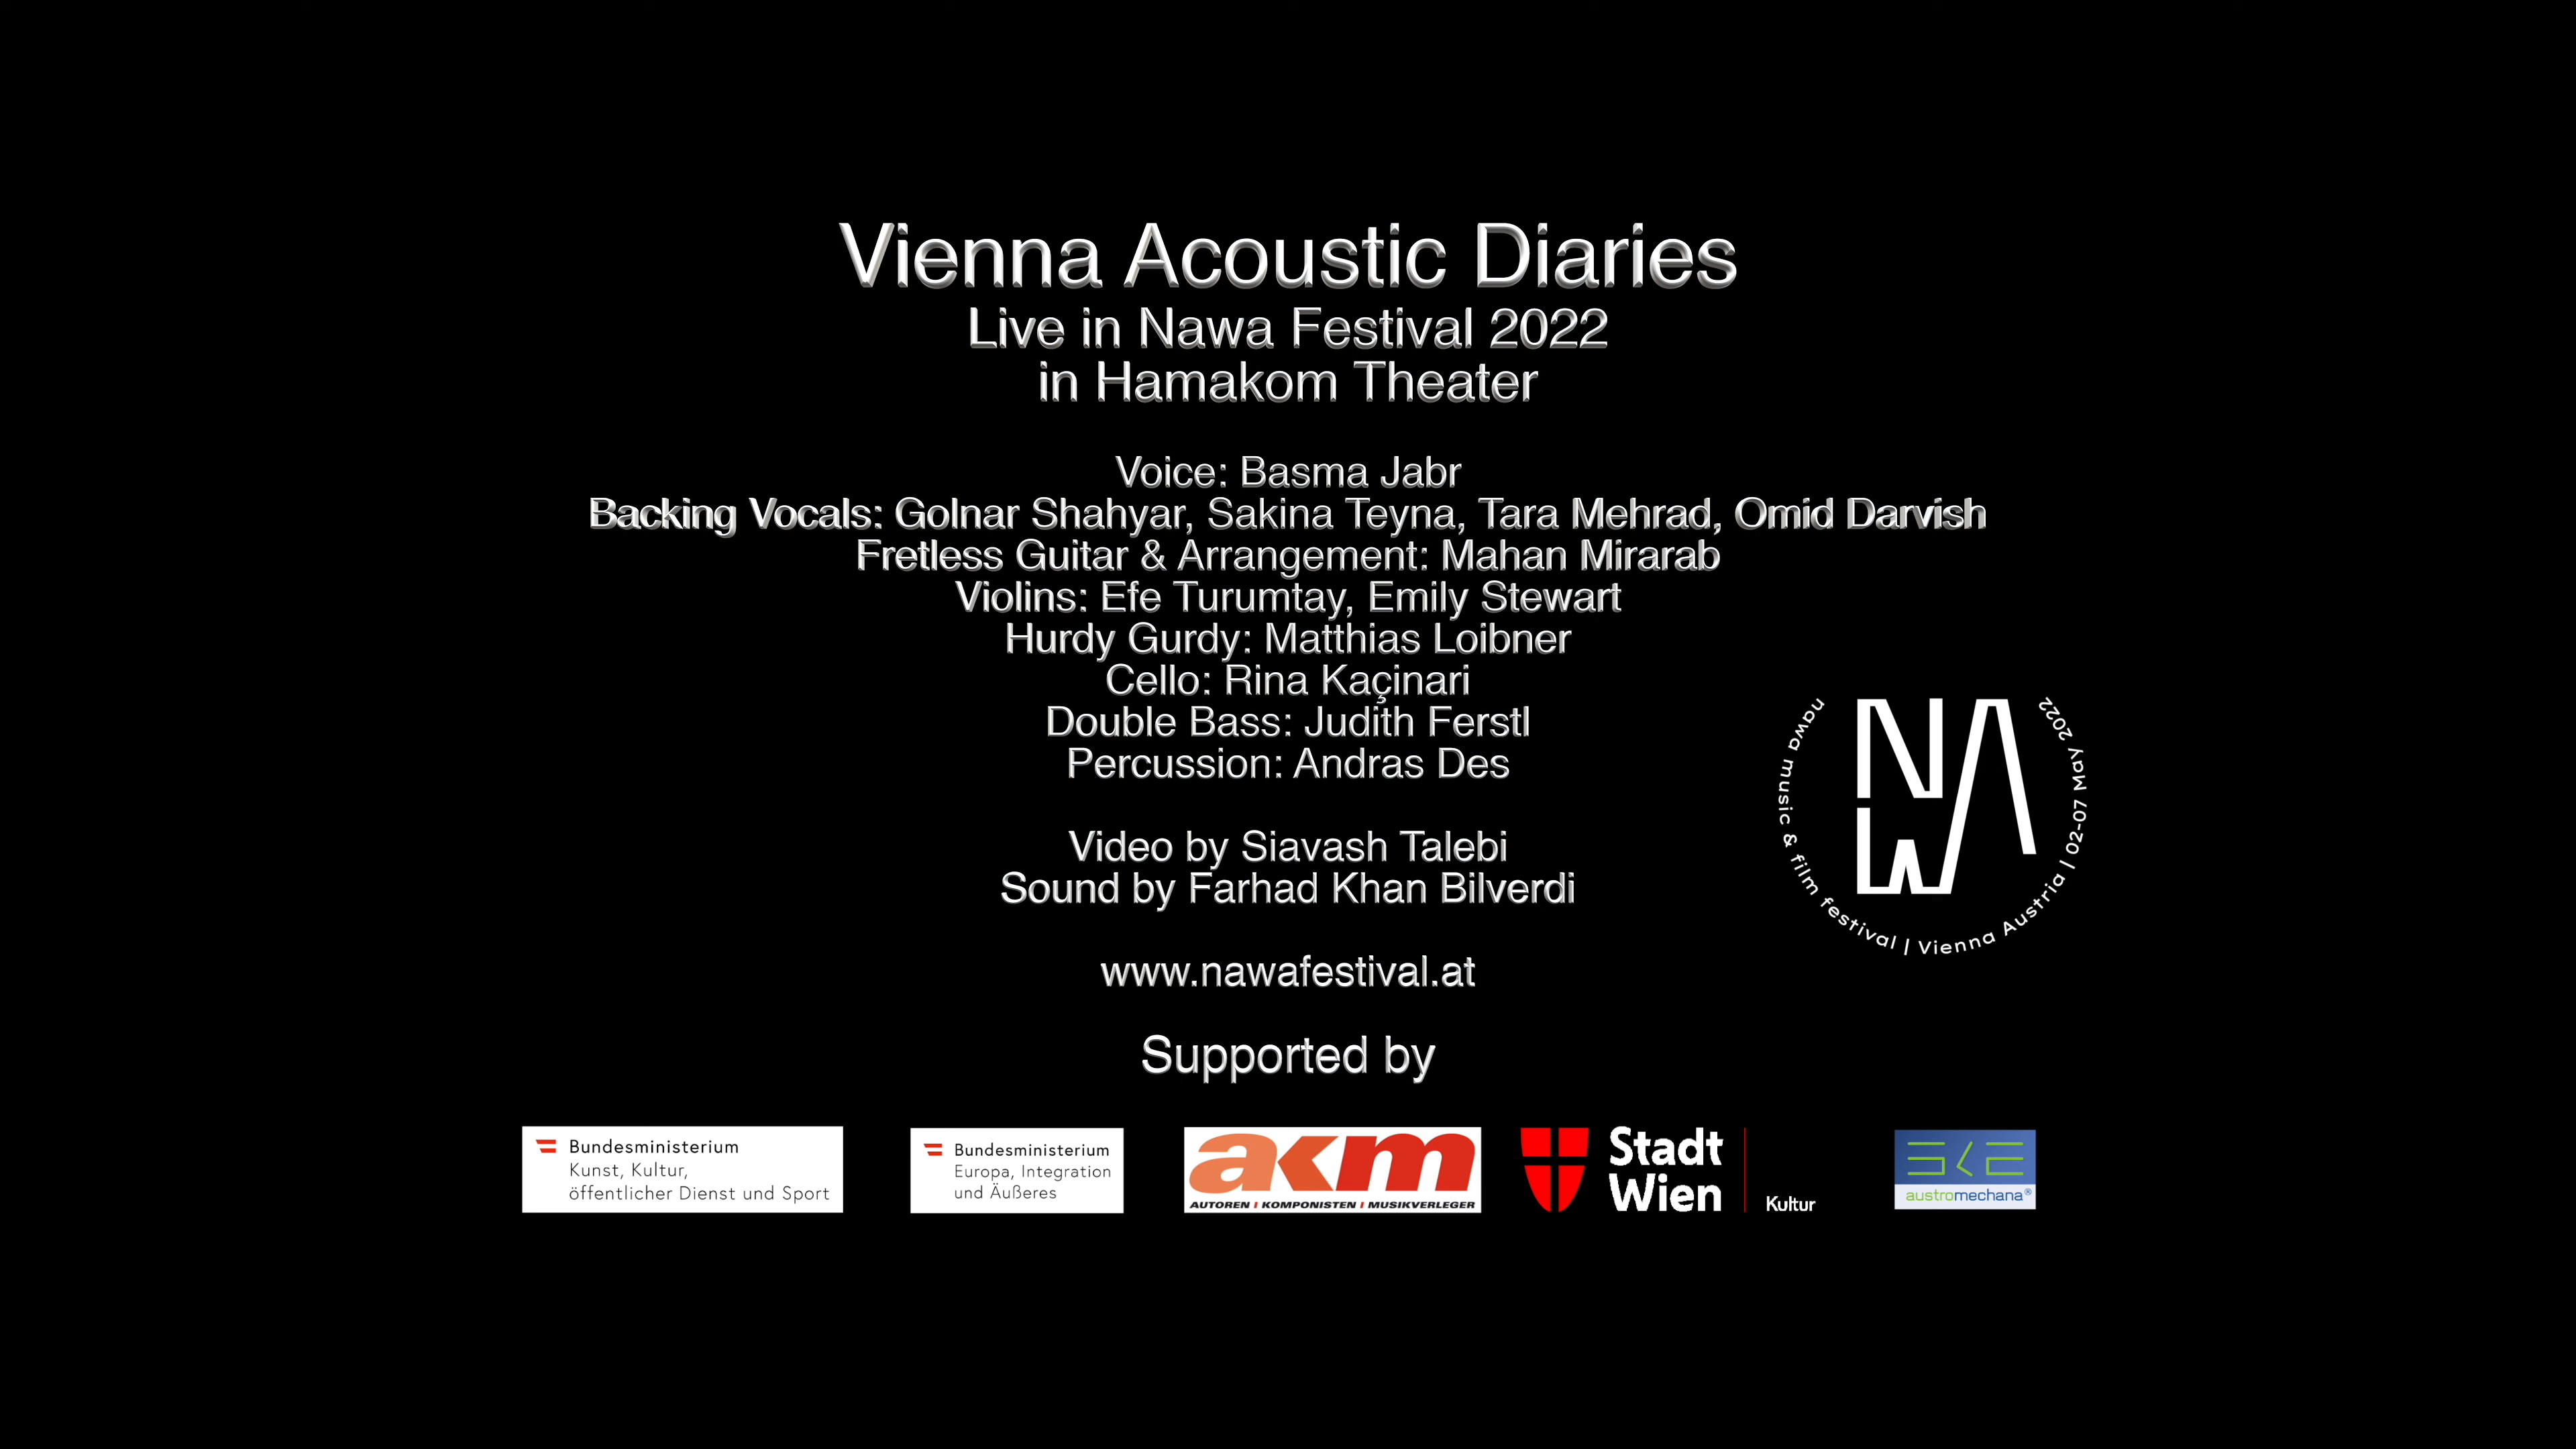 Vienna Acoustic Diaries
Live in Nawa Festival 2022
in Hamakom Theater
Voice: Basma Jabr
Backing Vocals: Golnar Shahyar, Sakina Teyna, Tara Mehrad, Omid Darvish
Fretless Guitar & Arrangement: Mahan Mirarab
Violins: Efe Turumtay, Emily Stewart
Hurdy Gurdy: Matthias Loibner
Cello: Rina Kaçinari
Double Bass: Judith Ferstl
Percussion: Andras Des
Video by Siavash Talebi
Sound by Farhad Khan Bilverdi
www.nawafestival.at
NAWA
nawa music & film festival | Vienna Austria | 02-07 May 2022
Supported by
Bundesministerium
Kunst, Kultur,
öffentlicher Dienst und Sport
Bundesministerium
Europa, Integration
und Äußeres
akm
AUTOREN I KOMPONISTEN I MUSIKVERLEGER
Stadt
Wien
Kultur
SKE
austromechana®